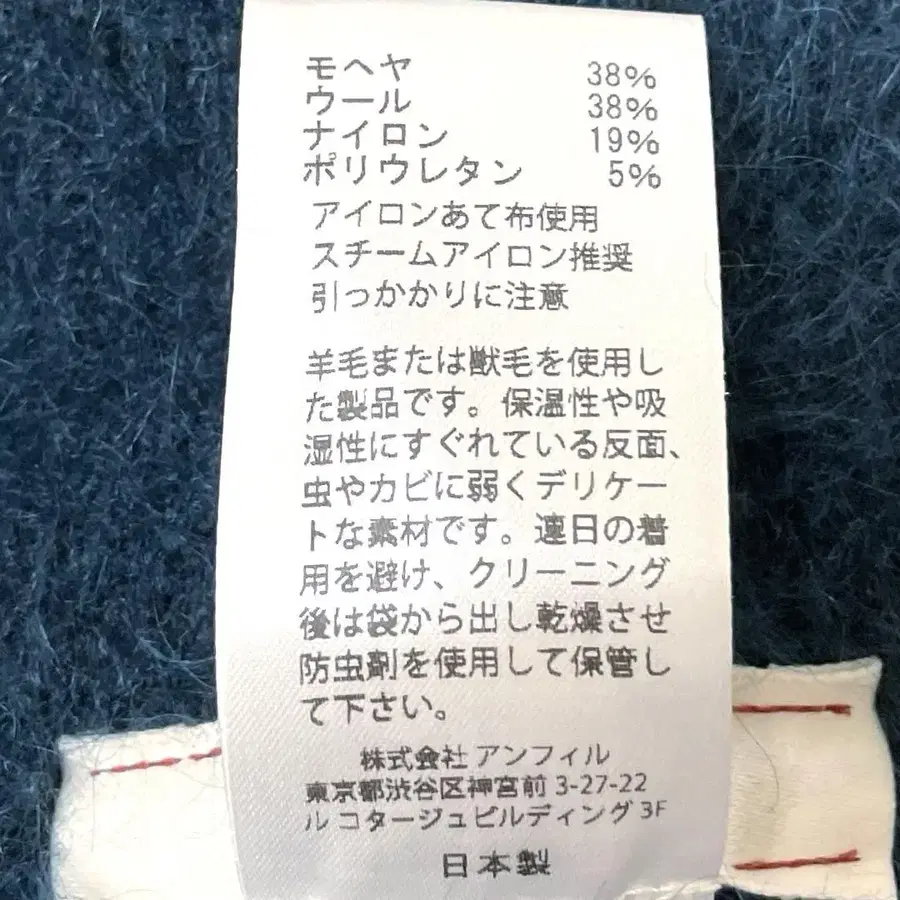 モヘヤ 38%
ウール 38%
ナイロン 19%
ポリウレタン 5%
アイロンあて布使用
スチームアイロン推奨
引っかかりに注意
羊毛または獣毛を使用し
た製品です。保温性や吸
湿性にすぐれている反面、
虫やカビに弱くデリケー
トな素材です。連日の着
用を避け、クリーニング
後は袋から出し乾燥させ
防虫剤を使用して保管し
て下さい。
株式会社 アンフィル
東京都渋谷区神宮前 3-27-22
ル コタージュビルディング 3F
日本製